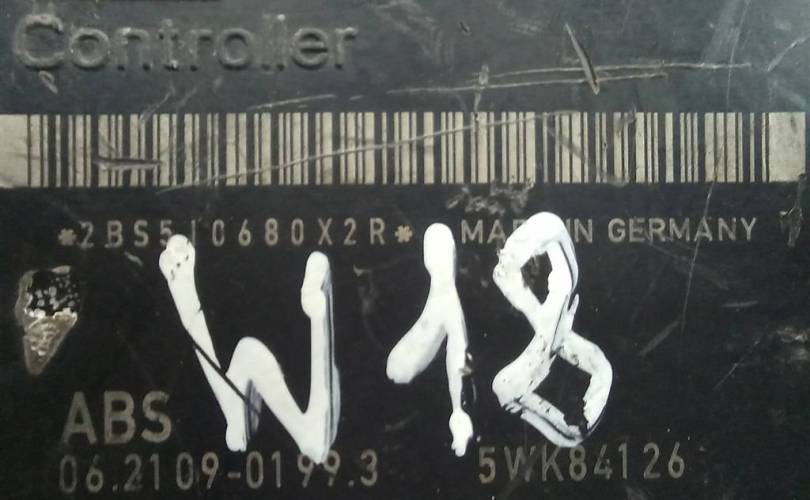 Controller
*2BS510680X2R* MADE IN GERMANY
W18
ABS
06.2109-0199.3 5WK84126